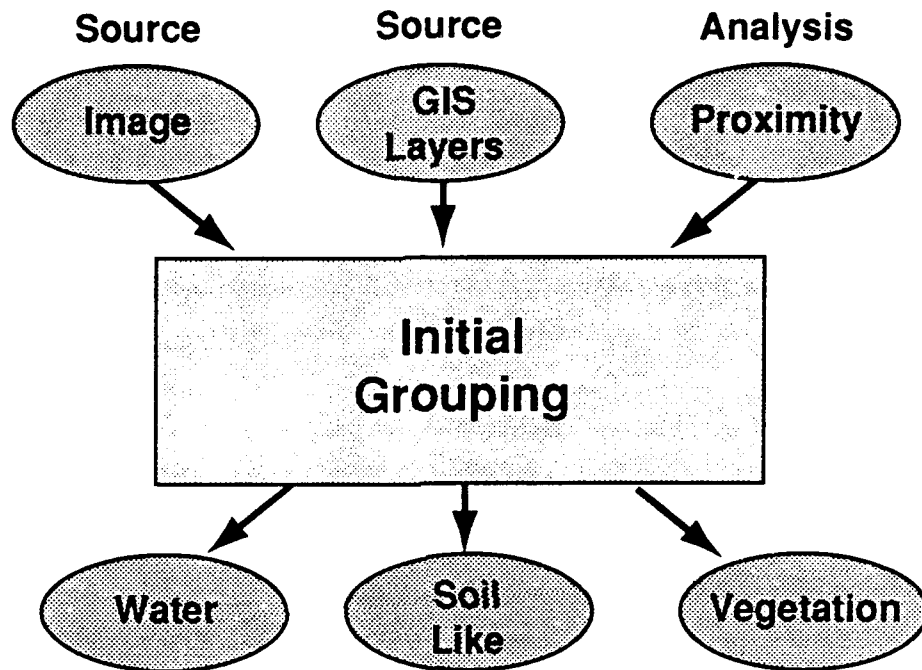 Source Source Analysis
Image
GIS
Layers
Proximity
Initial
Grouping
Water
Soil
Like
Vegetation